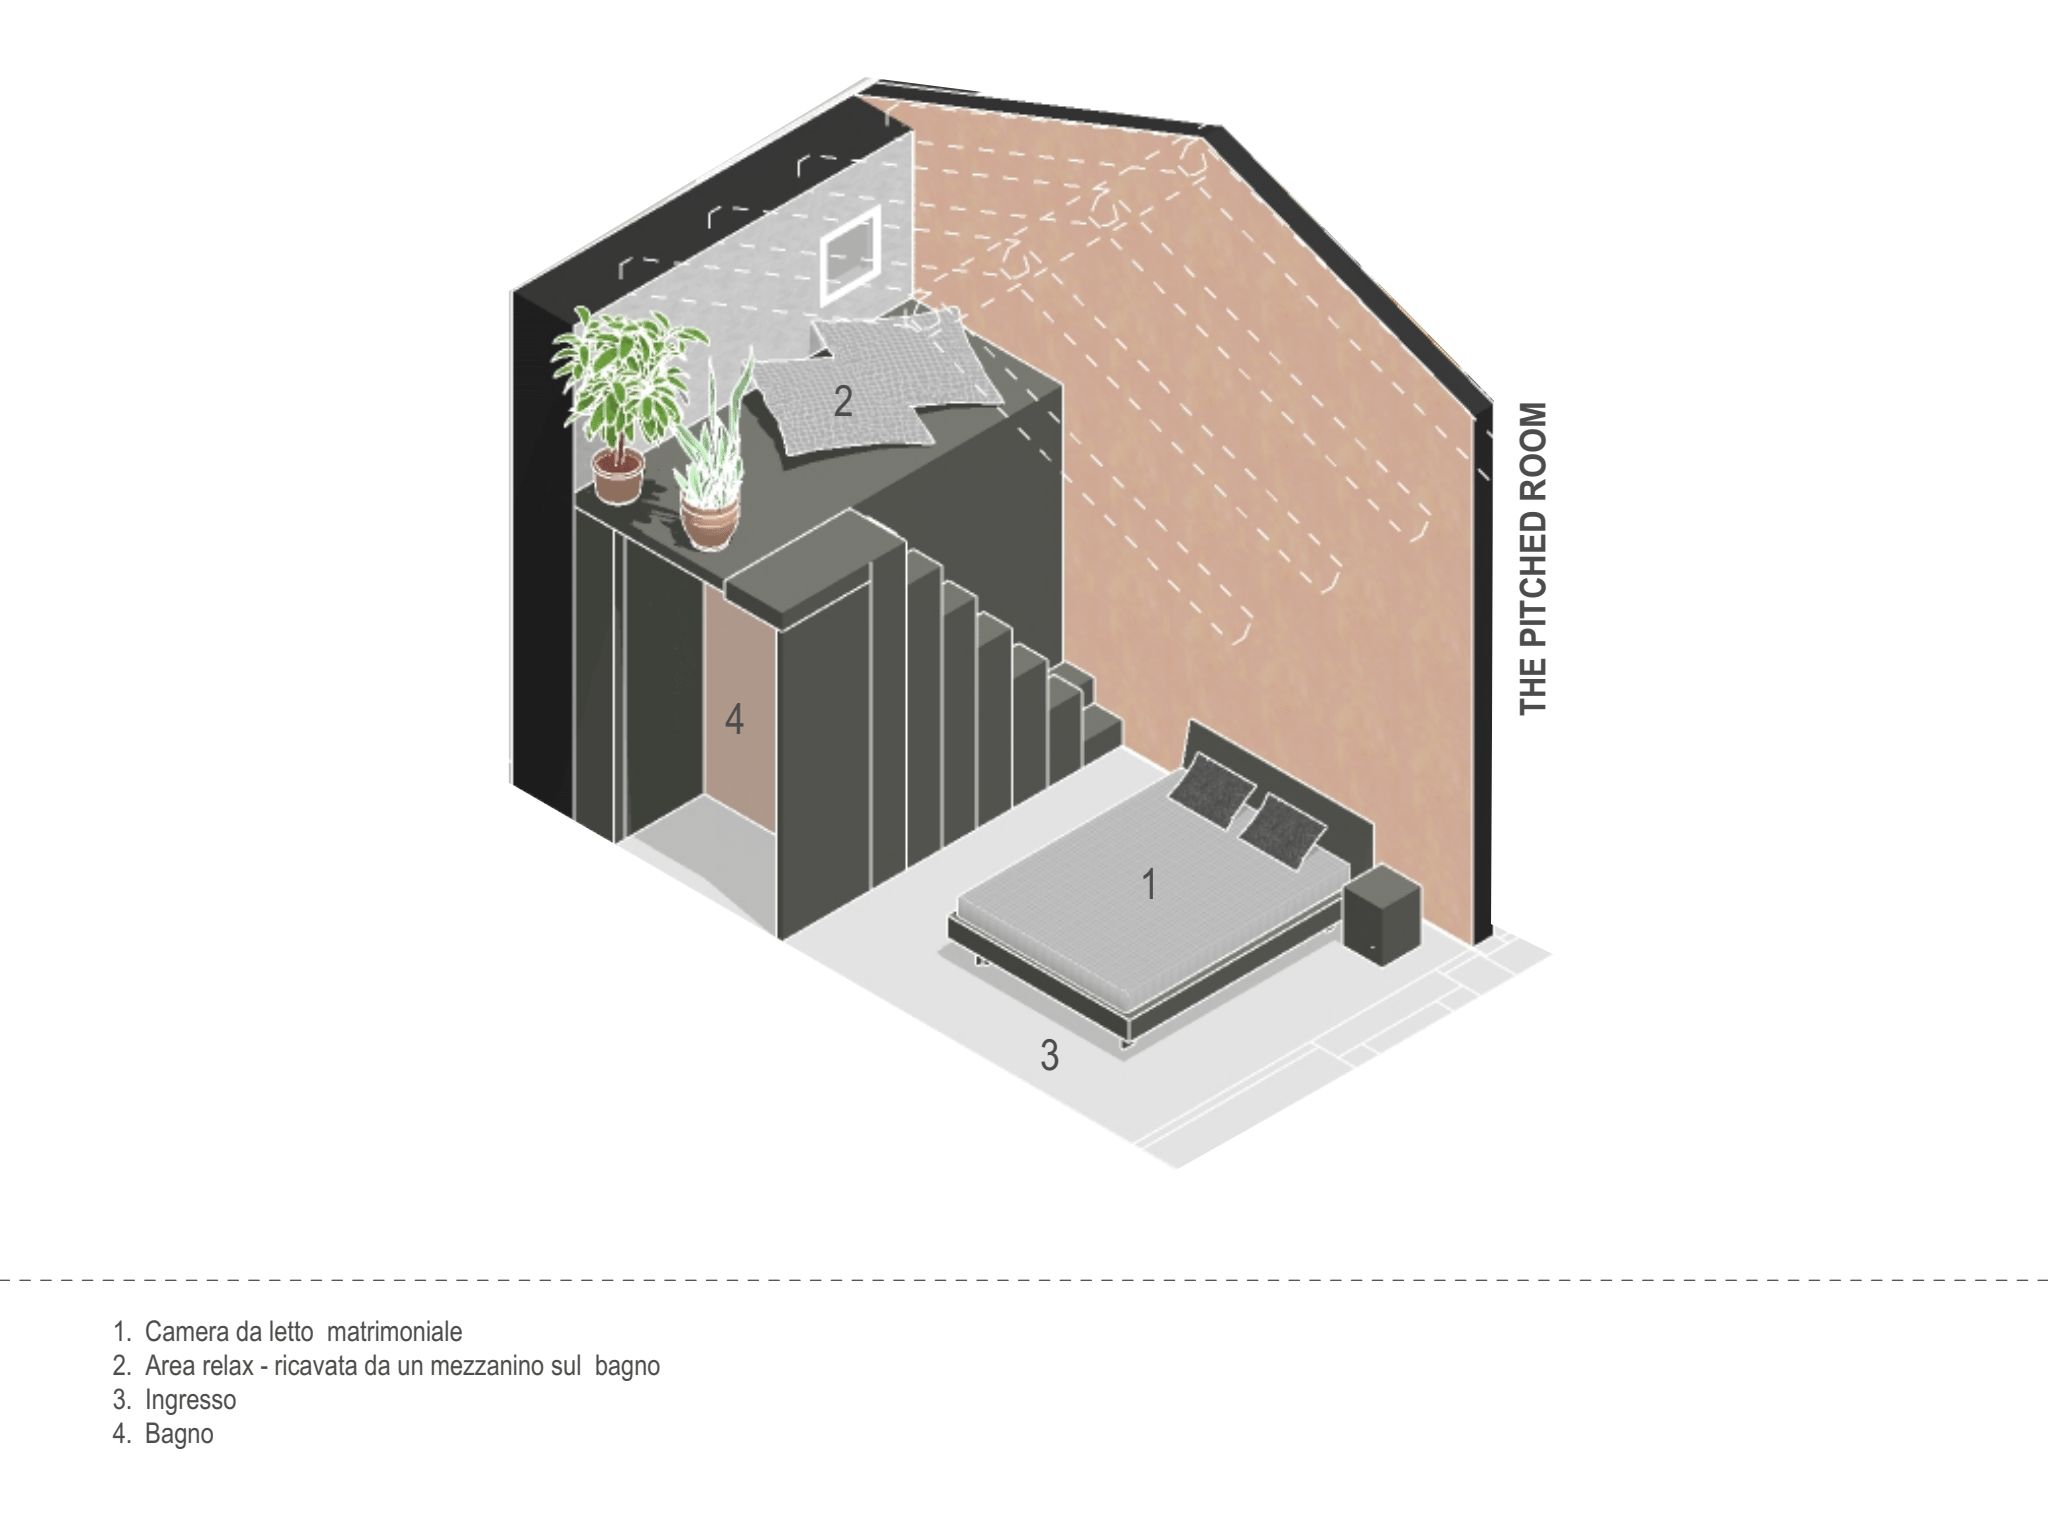 2
THE PITCHED ROOM
4
1
3
1. Camera da letto matrimoniale
2. Area relax - ricavata da un mezzanino sul bagno
3. Ingresso
4. Bagno